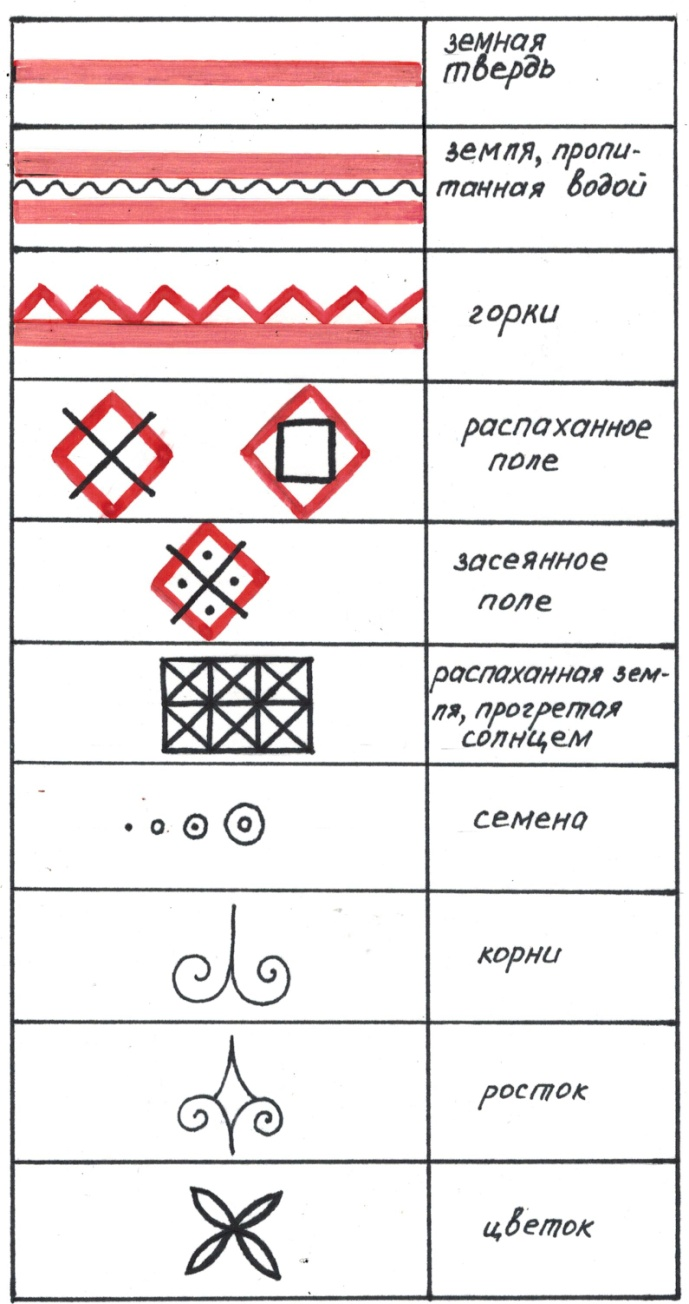 земная
твердь
земля, пропи-
танная водой
горки
распаханное
поле
засеянное
поле
распаханная зем-
ля, прогретая
солнцем
семена
корни
росток
цветок